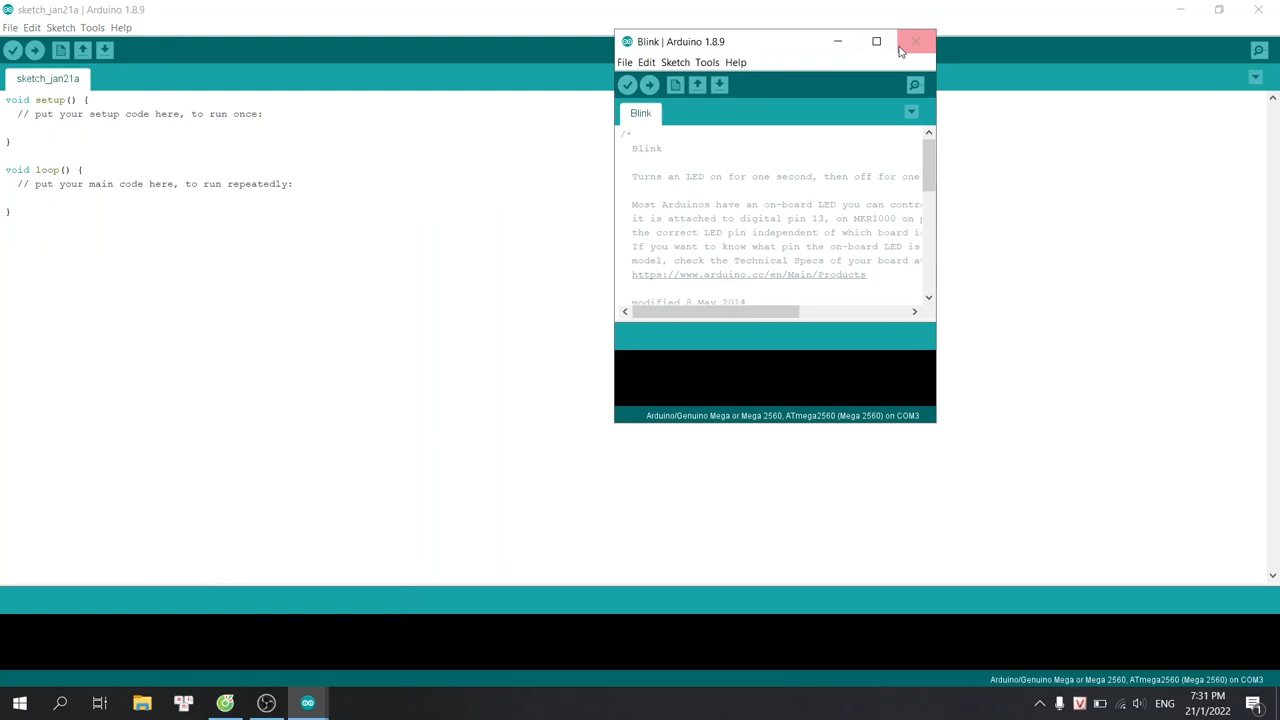 sketch_jan21a | Arduino 1.8.9
File Edit Sketch Tools Help
sketch_jan21a
void setup() {
// put your setup code here, to run once:
}
void loop() {
// put your main code here, to run repeatedly:
}
Blink | Arduino 1.8.9
File Edit Sketch Tools Help
Blink
/*
Blink
Turns an LED on for one second, then off for one
Most Arduinos have an on-board LED you can contr
it is attached to digital pin 13, on MKR1000 on
the correct LED pin independent of which board i
If you want to know what pin the on-board LED is
model, check the Technical Specs of your board a
https://www.arduino.cc/en/Main/Products
modified 8 May 2014
Arduino/Genuino Mega or Mega 2560, ATmega2560 (Mega 2560) on COM3
Arduino/Genuino Mega or Mega 2560, ATmega2560 (Mega 2560) on COM3
ENG
7:31 PM
21/1/2022
1